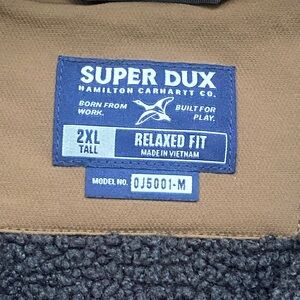 SUPER DUX
HAMILTON CARHARTT CO.
BORN FROM WORK.
BUILT FOR PLAY.
2XL TALL
RELAXED FIT
MADE IN VIETNAM
MODEL NO. OJ5001-M